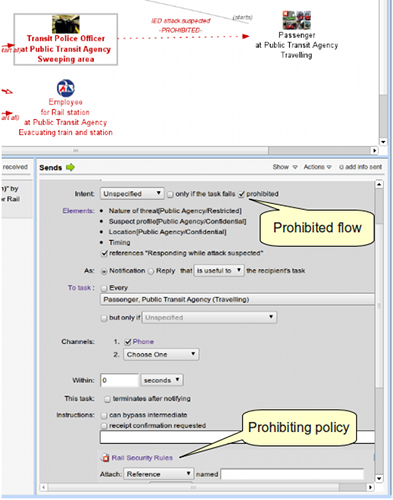 IED attack suspected
-PROHIBITED-
(starts)
Transit Police Officer
at Public Transit Agency
Sweeping area
Passenger
at Public Transit Agency
Travelling
Employee
for Rail station
at Public Transit Agency
Evacuating train and station
received
Sends
Show Actions add info sent
)" by
or Rail
Intent: Unspecified only if the task fails prohibited
Prohibited flow
Elements: Nature of threat[Public Agency/Restricted]
Suspect profile[Public Agency/Confidential]
Location[Public Agency/Confidential]
Timing
references "Responding while attack suspected"
As: Notification Reply that is useful to the recipient's task
To task : Every
Passenger, Public Transit Agency (Travelling)
but only if Unspecified
Channels: 1. Phone
2. Choose One
Within: 0 seconds
This task: terminates after notifying
Instructions: can bypass intermediate
receipt confirmation requested
Prohibiting policy
Rail Security Rules
Attach: Reference named